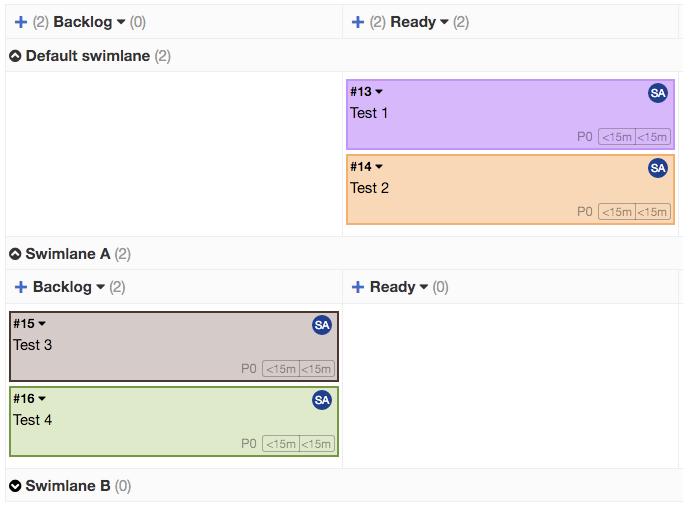 (2) Backlog (0) (2) Ready (2)
Default swimlane (2)
#13 SA
Test 1
P0 <15m <15m
#14 SA
Test 2
P0 <15m <15m
Swimlane A (2)
Backlog (2) Ready (0)
#15 SA
Test 3
P0 <15m <15m
#16 SA
Test 4
P0 <15m <15m
Swimlane B (0)